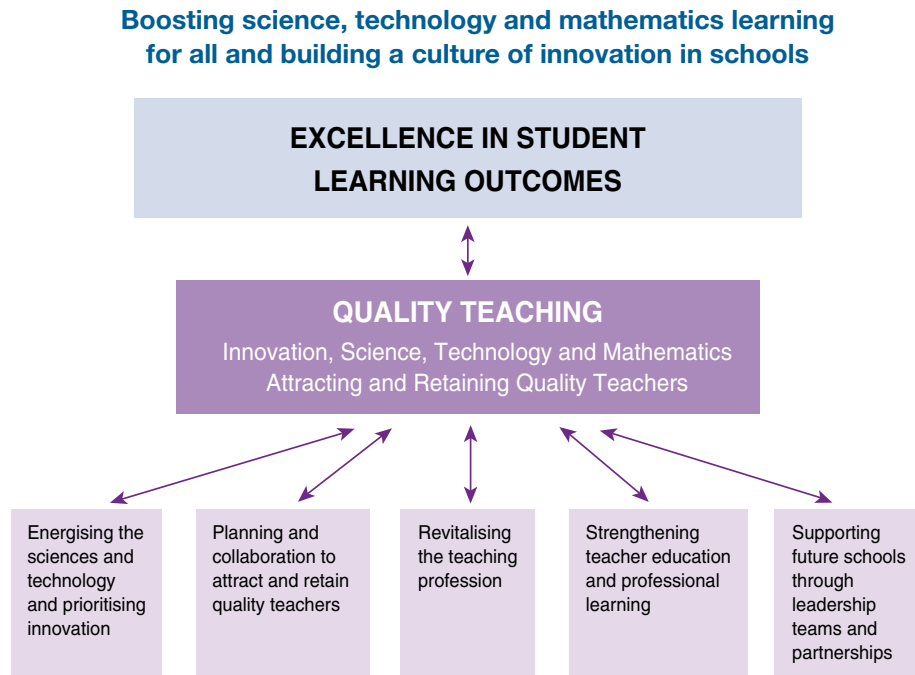 Boosting science, technology and mathematics learning
for all and building a culture of innovation in schools
EXCELLENCE IN STUDENT
LEARNING OUTCOMES
QUALITY TEACHING
Innovation, Science, Technology and Mathematics
Attracting and Retaining Quality Teachers
Energising the
sciences and
technology
and prioritising
innovation
Planning and
collaboration to
attract and retain
quality teachers
Revitalising
the teaching
profession
Strengthening
teacher education
and professional
learning
Supporting
future schools
through
leadership
teams and
partnerships